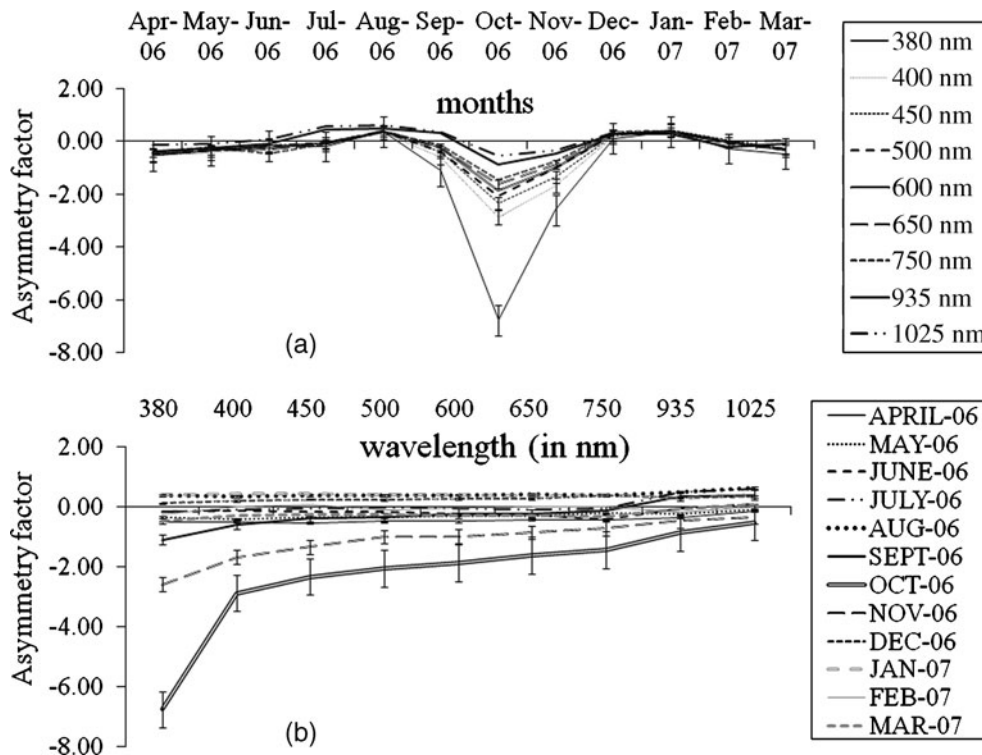 Apr- May- Jun- Jul- Aug- Sep- Oct- Nov- Dec- Jan- Feb- Mar-
06 06 06 06 06 06 06 06 06 07 07 07
months
Asymmetry factor
2.00
0.00
-2.00
-4.00
-6.00
-8.00
(a)
380 nm
400 nm
450 nm
500 nm
600 nm
650 nm
750 nm
935 nm
1025 nm
380 400 450 500 600 650 750 935 1025
wavelength (in nm)
Asymmetry factor
2.00
0.00
-2.00
-4.00
-6.00
-8.00
(b)
APRIL-06
MAY-06
JUNE-06
JULY-06
AUG-06
SEPT-06
OCT-06
NOV-06
DEC-06
JAN-07
FEB-07
MAR-07